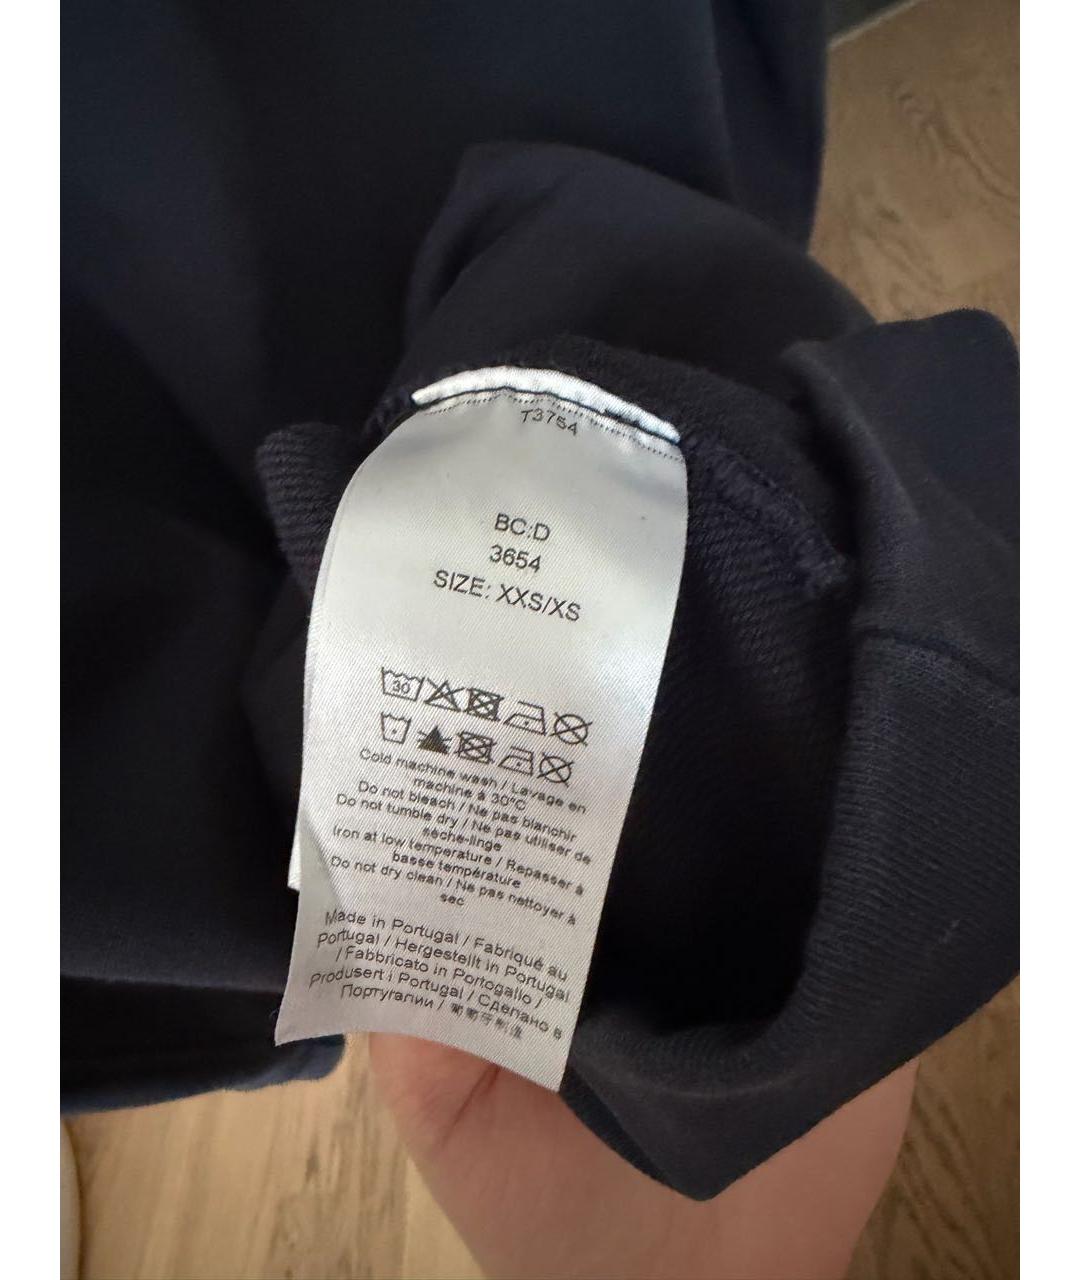 T3754
BC:D
3654
SIZE: XXS/XS
30
Cold machine wash / Lavage en
machine à 30°C
Do not bleach / Ne pas blanchir
Do not tumble dry / Ne pas utiliser de
sèche-linge
Iron at low temperature / Repasser à
basse température
Do not dry clean / Ne pas nettoyer à
sec
Made in Portugal / Fabriqué au
Portugal / Hergestellt in Portugal
/ Fabbricato in Portogallo /
Produsert i Portugal / Сделано в
Португалии / 葡萄牙制造